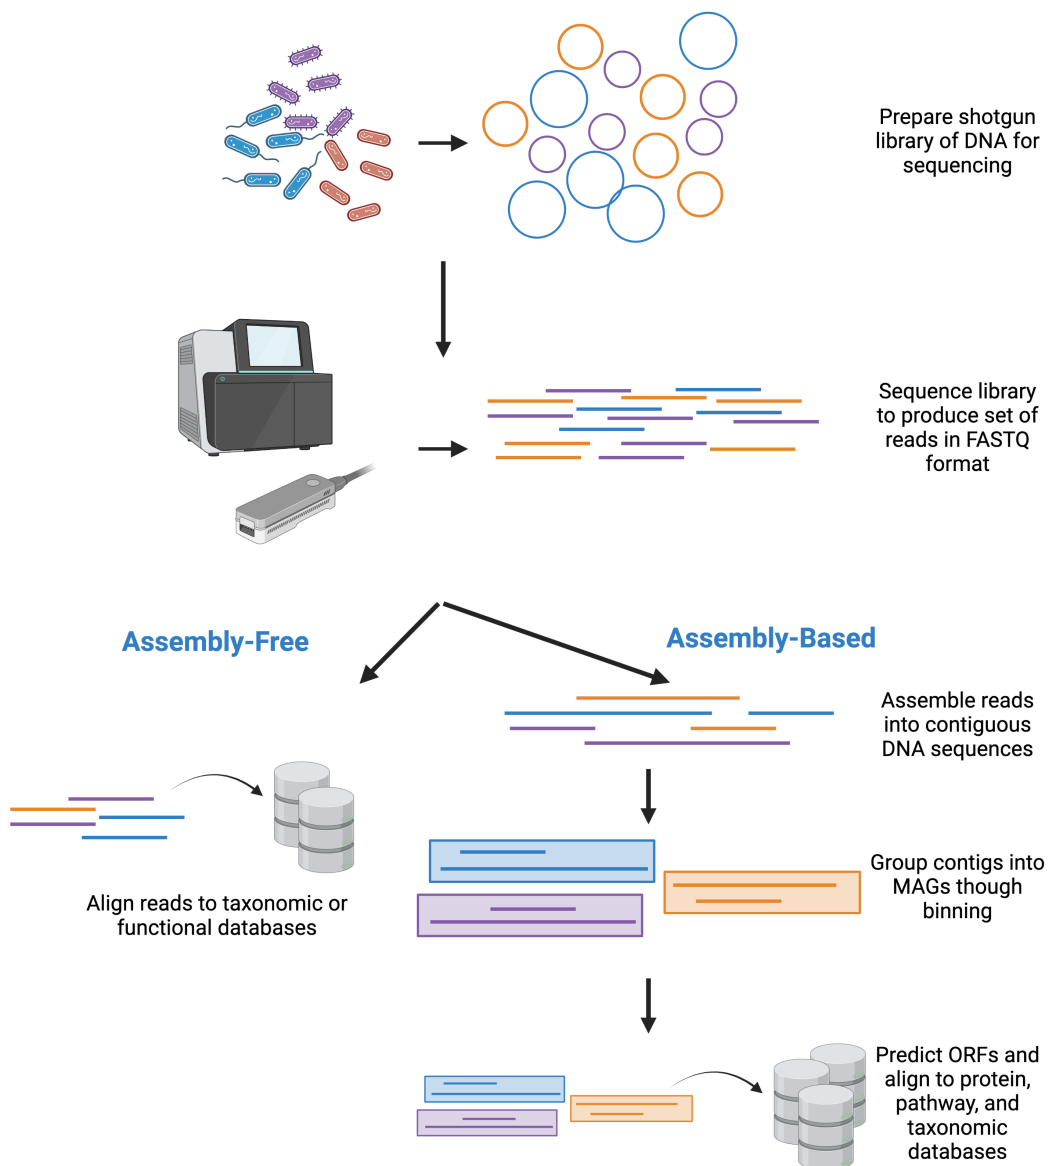 Prepare shotgun
library of DNA for
sequencing
Sequence library
to produce set of
reads in FASTQ
format
Assembly-Free
Assembly-Based
Assemble reads
into contiguous
DNA sequences
Align reads to taxonomic or
functional databases
Group contigs into
MAGs though
binning
Predict ORFs and
align to protein,
pathway, and
taxonomic
databases